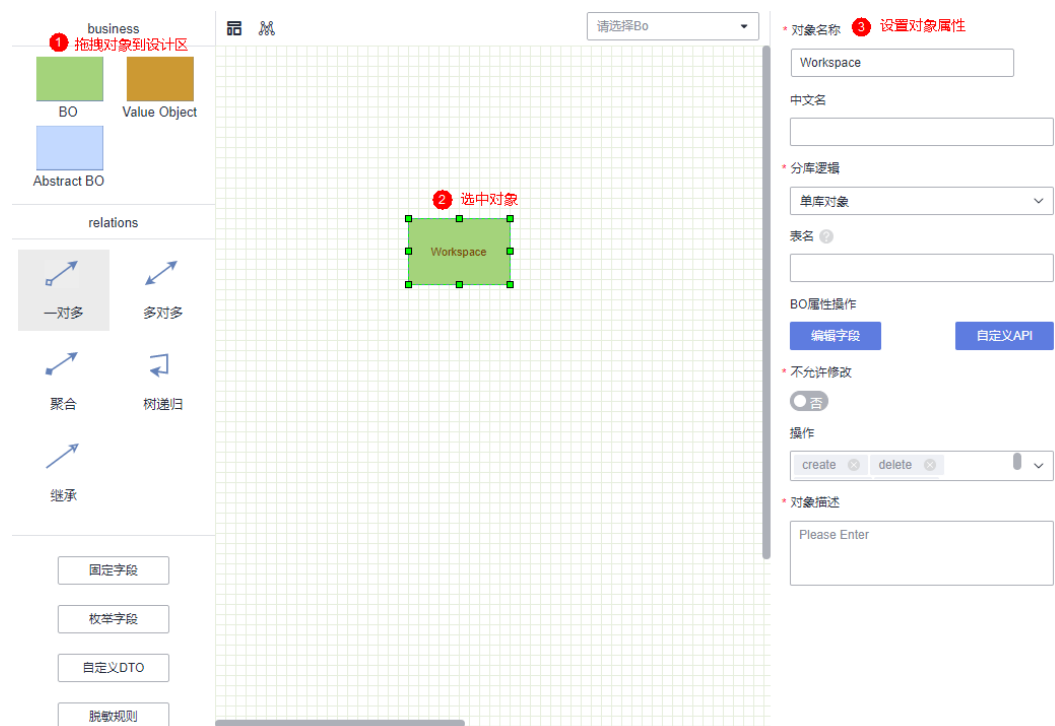 business
1 拖拽对象到设计区
BO
Value Object
Abstract BO
relations
一对多
多对多
聚合
树递归
继承
固定字段
枚举字段
自定义DTO
脱敏规则
请选择Bo
2 选中对象
Workspace
* 对象名称 3 设置对象属性
Workspace
中文名
* 分库逻辑
单库对象
表名 ?
BO属性操作
编辑字段
自定义API
* 不允许修改
否
操作
create
delete
* 对象描述
Please Enter